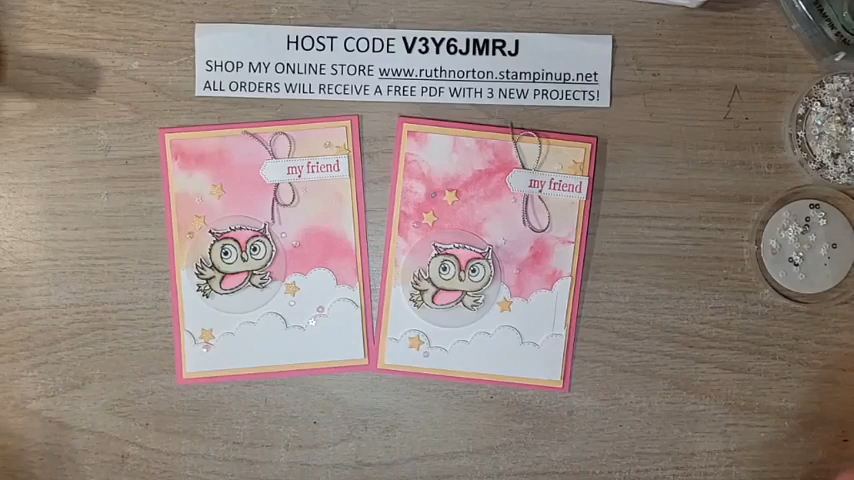 HOST CODE V3Y6JMRJ
SHOP MY ONLINE STORE www.ruthnorton.stampinup.net
ALL ORDERS WILL RECEIVE A FREE PDF WITH 3 NEW PROJECTS!
my friend
my friend